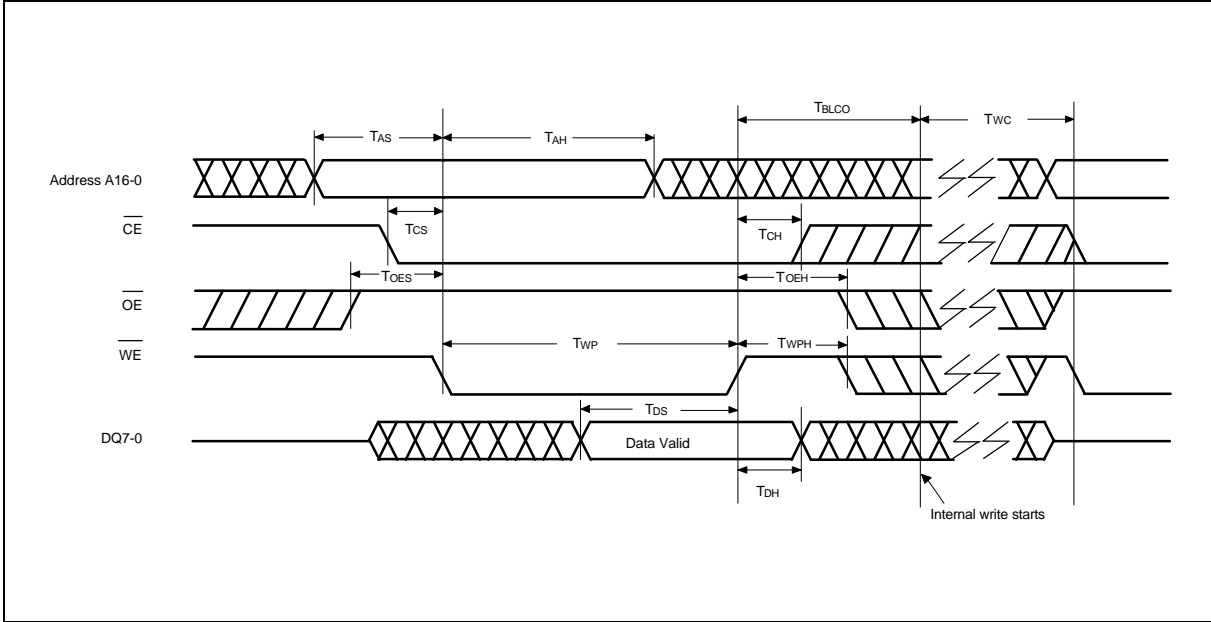 TBLCO
TWC
TAS
TAH
Address A16-0
CE
TCS
TCH
TOES
TOEH
OE
TWP
TWPH
WE
TDS
DQ7-0
Data Valid
TDH
Internal write starts